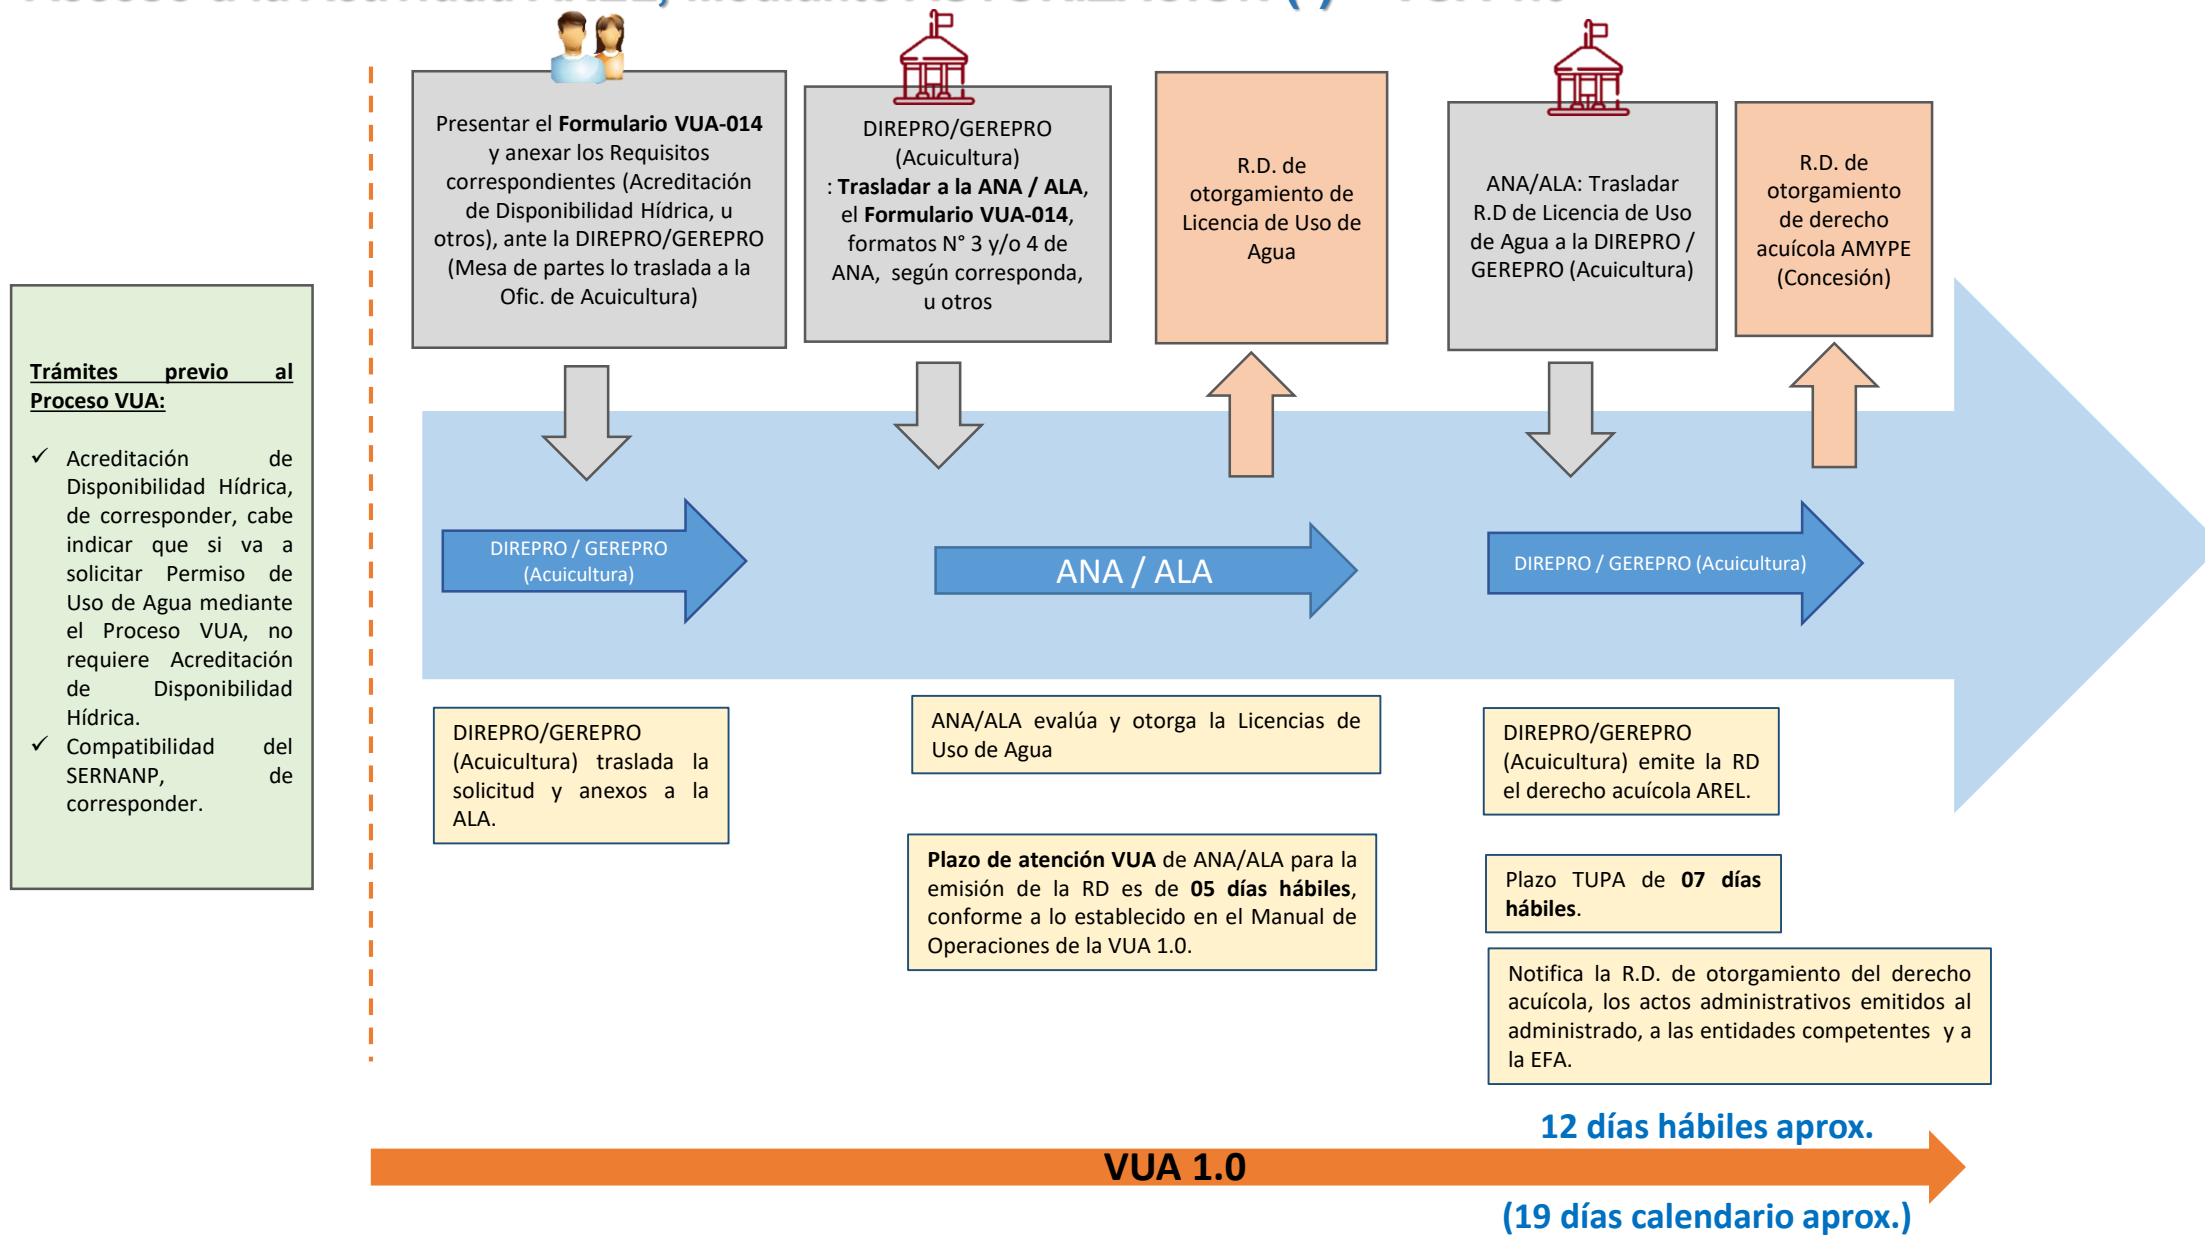 Trámites previo al
Proceso VUA:
✓ Acreditación de
Disponibilidad Hídrica,
de corresponder, cabe
indicar que si va a
solicitar Permiso de
Uso de Agua mediante
el Proceso VUA, no
requiere Acreditación
de Disponibilidad
Hídrica.
✓ Compatibilidad del
SERNANP, de
corresponder.
Presentar el Formulario VUA-014
y anexar los Requisitos
correspondientes (Acreditación
de Disponibilidad Hídrica, u
otros), ante la DIREPRO/GEREPRO
(Mesa de partes lo traslada a la
Ofic. de Acuicultura)
DIREPRO/GEREPRO
(Acuicultura)
: Trasladar a la ANA / ALA,
el Formulario VUA-014,
formatos N° 3 y/o 4 de
ANA, según corresponda,
u otros
R.D. de
otorgamiento de
Licencia de Uso de
Agua
ANA/ALA: Trasladar
R.D de Licencia de Uso
de Agua a la DIREPRO /
GEREPRO (Acuicultura)
R.D. de
otorgamiento
de derecho
acuícola AMYPE
(Concesión)
DIREPRO / GEREPRO
(Acuicultura)
ANA / ALA
DIREPRO / GEREPRO (Acuicultura)
DIREPRO/GEREPRO
(Acuicultura) traslada la
solicitud y anexos a la
ALA.
ANA/ALA evalúa y otorga la Licencias de
Uso de Agua
Plazo de atención VUA de ANA/ALA para la
emisión de la RD es de 05 días hábiles,
conforme a lo establecido en el Manual de
Operaciones de la VUA 1.0.
DIREPRO/GEREPRO
(Acuicultura) emite la RD
el derecho acuícola AREL.
Plazo TUPA de 07 días
hábiles.
Notifica la R.D. de otorgamiento del derecho
acuícola, los actos administrativos emitidos al
administrado, a las entidades competentes y a
la EFA.
12 días hábiles aprox.
VUA 1.0
(19 días calendario aprox.)